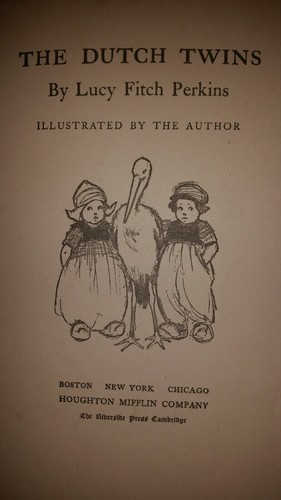 THE DUTCH TWINS
By Lucy Fitch Perkins
ILLUSTRATED BY THE AUTHOR
BOSTON NEW YORK CHICAGO
HOUGHTON MIFFLIN COMPANY
The Riverside Press Cambridge